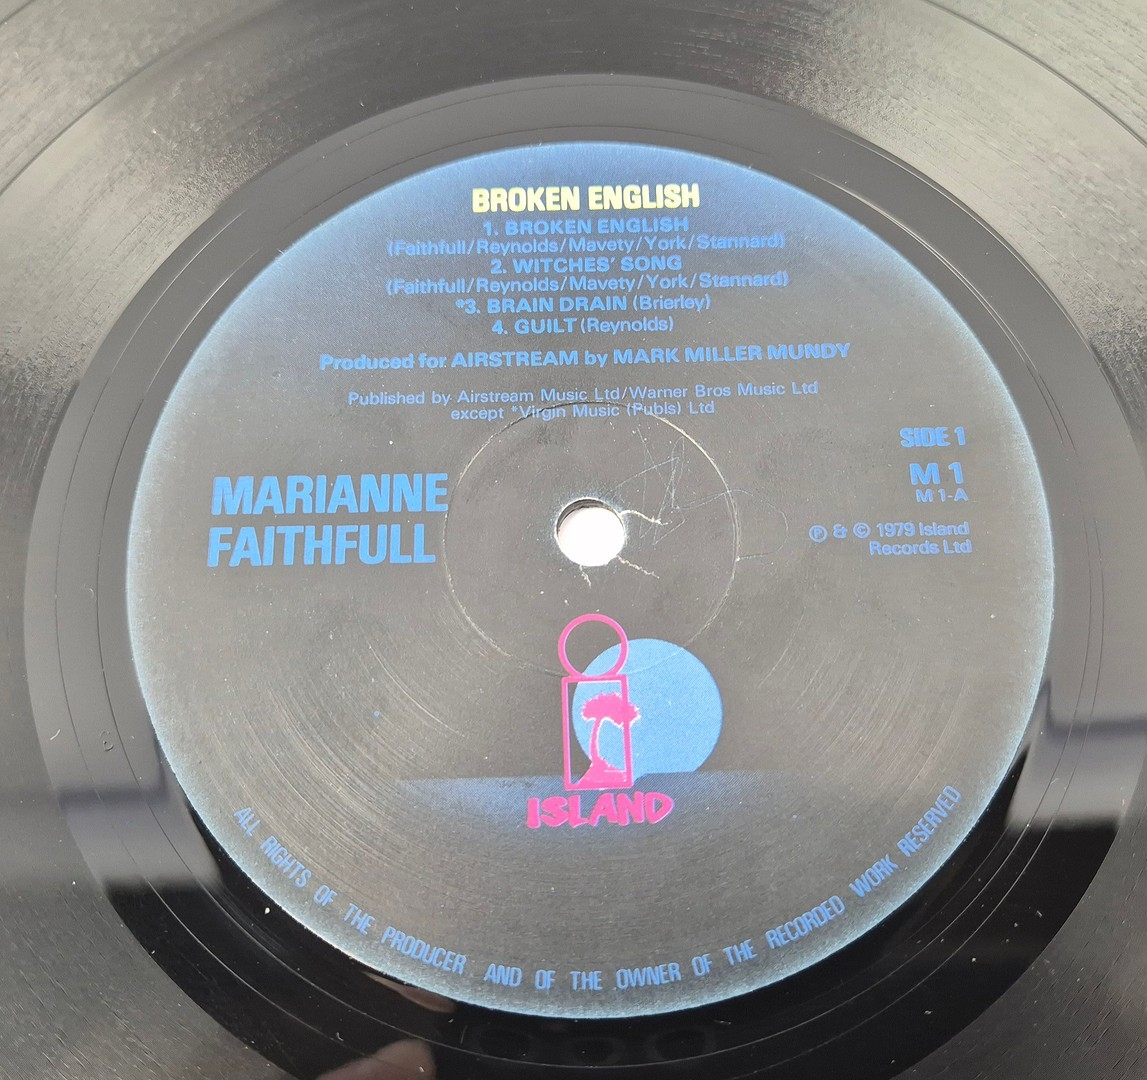 BROKEN ENGLISH
1. BROKEN ENGLISH
(Faithfull/Reynolds/Mavety/York/Stannard)
2. WITCHES' SONG
(Faithfull/Reynolds/Mavety/York/Stannard)
*3. BRAIN DRAIN (Brierley)
4. GUILT (Reynolds)
Produced for AIRSTREAM by MARK MILLER MUNDY
Published by Airstream Music Ltd/Warner Bros Music Ltd
except *Virgin Music (Publs) Ltd
MARIANNE
FAITHFULL
SIDE 1
M 1
M 1-A
℗ & © 1979 Island
Records Ltd
ISLAND
ALL RIGHTS OF THE PRODUCER AND OF THE OWNER OF THE RECORDED WORK RESERVED